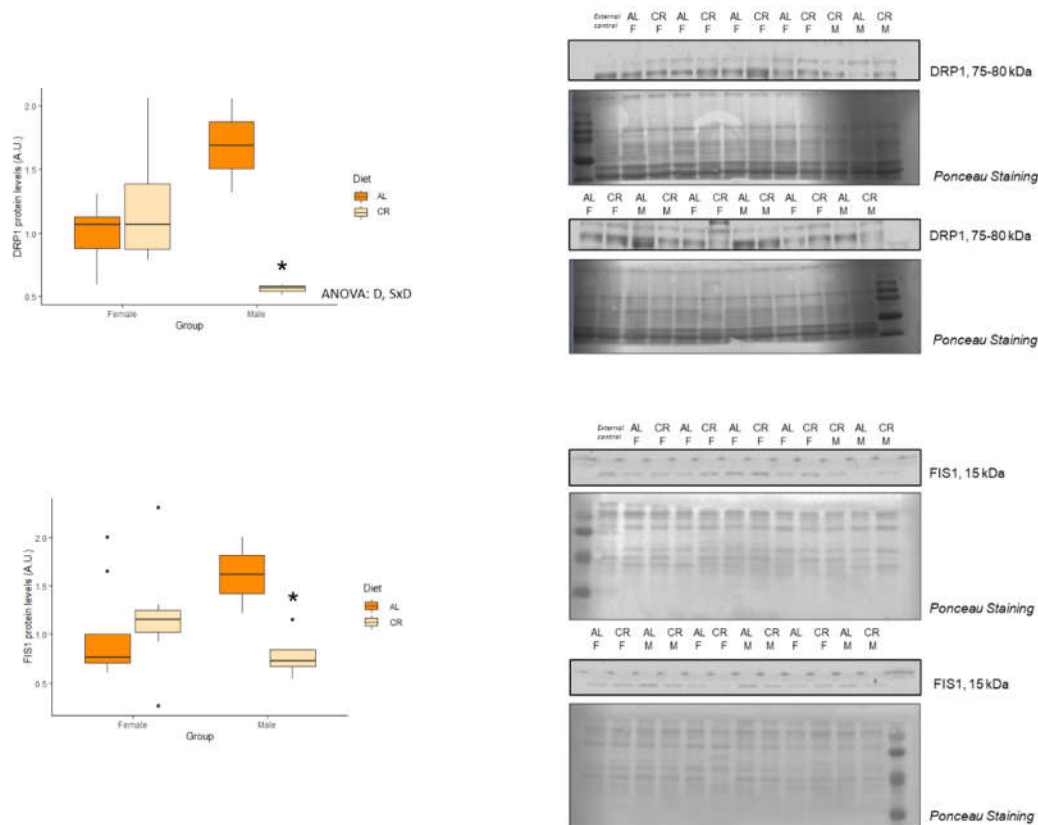 DRP1 protein levels (A.U.)
2.0
1.5
1.0
0.5
Female
Male
Group
Diet
AL
CR
*
ANOVA: D, SxD
External control
AL CR AL CR AL CR AL CR AL CR
F F F F F F F M M M
DRP1, 75-80 kDa
Ponceau Staining
AL CR AL CR AL CR AL CR AL CR AL CR
F F M M F F M M F F M M
DRP1, 75-80 kDa
Ponceau Staining
FIS1 protein levels (A.U.)
2.0
1.5
1.0
0.5
Female
Male
Group
Diet
AL
CR
*
External control
AL CR AL CR AL CR AL CR AL CR
F F F F F F F M M M
FIS1, 15 kDa
Ponceau Staining
AL CR AL CR AL CR AL CR AL CR AL CR
F F M M F F M M F F M M
FIS1, 15 kDa
Ponceau Staining